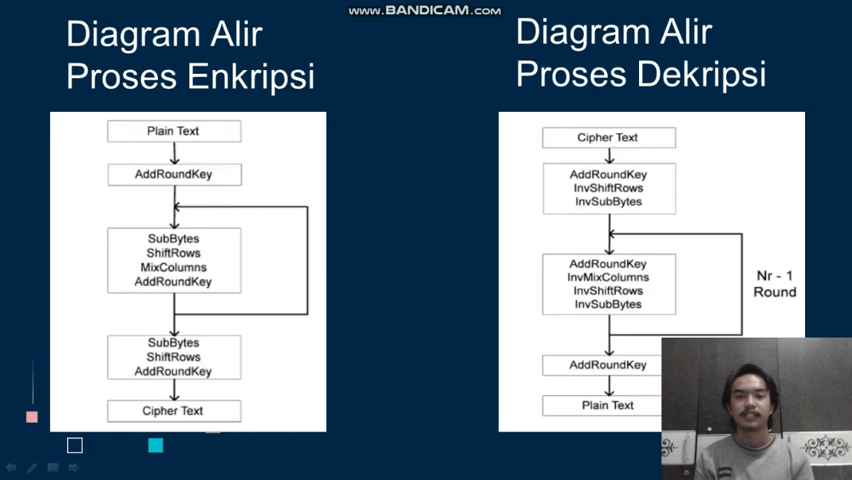 www.BANDICAM.com
Diagram Alir
Proses Enkripsi
Plain Text
AddRoundKey
SubBytes
ShiftRows
MixColumns
AddRoundKey
SubBytes
ShiftRows
AddRoundKey
Cipher Text
Diagram Alir
Proses Dekripsi
Cipher Text
AddRoundKey
InvShiftRows
InvSubBytes
AddRoundKey
InvMixColumns
InvShiftRows
InvSubBytes
Nr - 1
Round
AddRoundKey
Plain Text